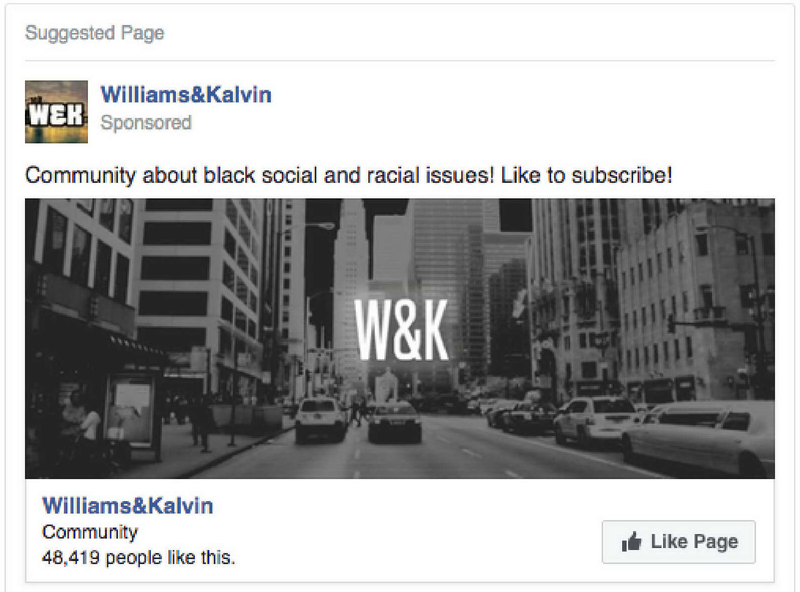 Suggested Page
W&K
Williams&Kalvin
Sponsored
Community about black social and racial issues! Like to subscribe!
W&K
Williams&Kalvin
Community
48,419 people like this.
Like Page